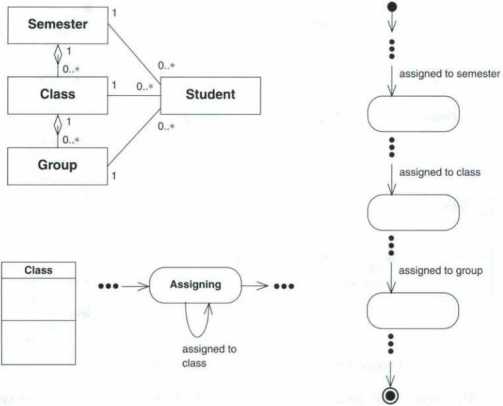 Semester
1
1
0..*
0..*
Class
1
0..*
Student
1
0..*
0..*
Group
1
assigned to semester
assigned to class
assigned to group
Class
Assigning
assigned to
class